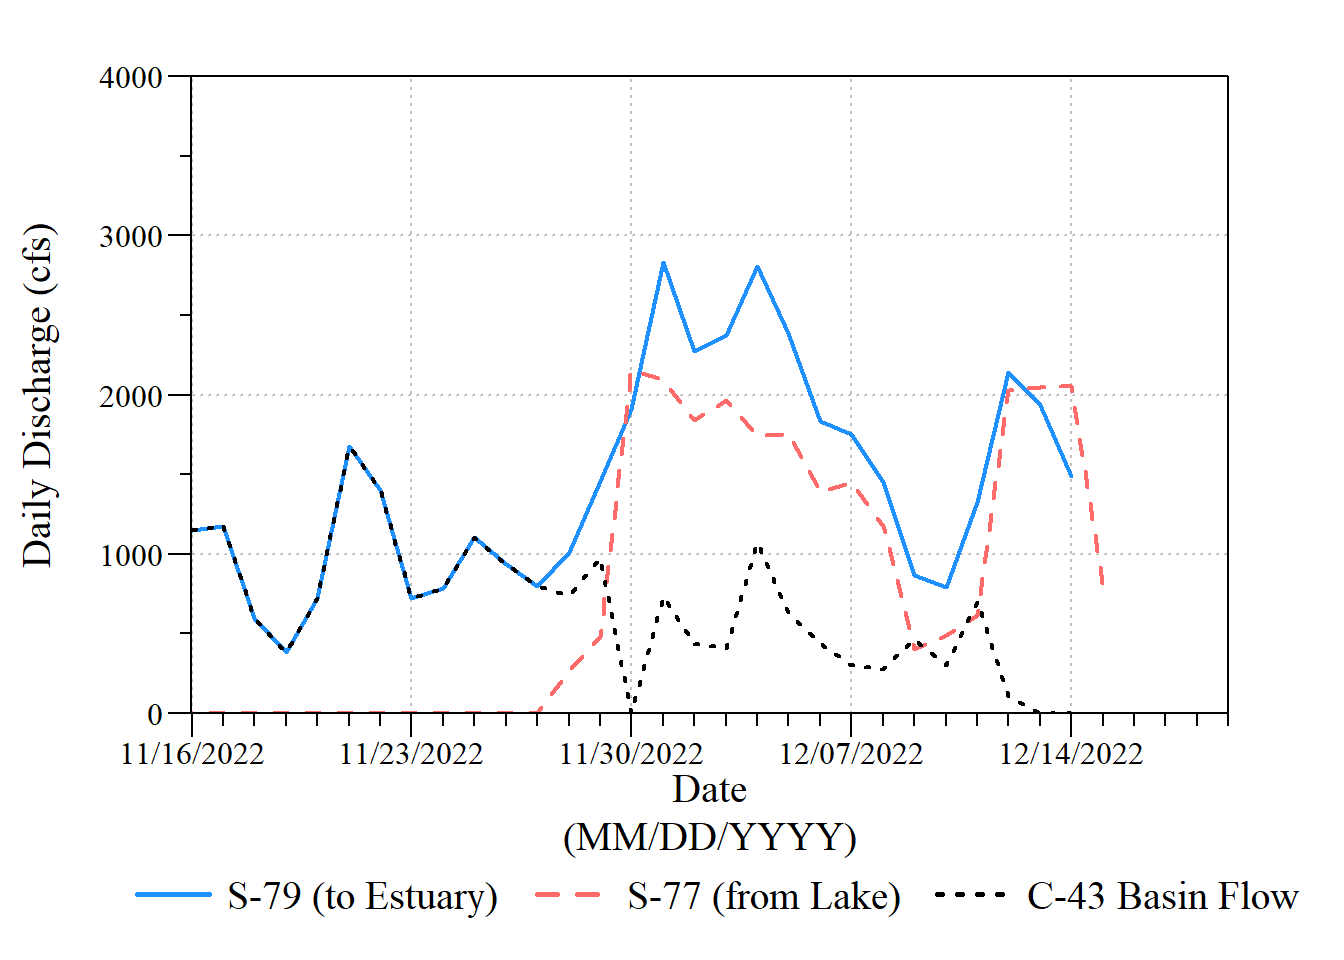 4000
3000
2000
1000
0
Daily Discharge (cfs)
11/16/2022 11/23/2022 11/30/2022 12/07/2022 12/14/2022
Date
(MM/DD/YYYY)
S-79 (to Estuary) S-77 (from Lake) C-43 Basin Flow